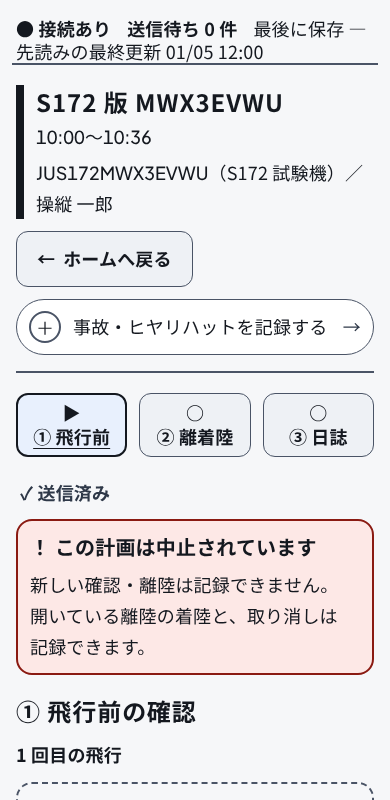 ● 接続あり　送信待ち 0 件　最後に保存 —
先読みの最終更新 01/05 12:00
S172 版 MWX3EVWU
10:00〜10:36
JUS172MWX3EVWU（S172 試験機）／
操縦 一郎
← ホームへ戻る
＋ 事故・ヒヤリハットを記録する →
▶ ○ ○
① 飛行前 ② 離着陸 ③ 日誌
✓ 送信済み
！ この計画は中止されています
新しい確認・離陸は記録できません。
開いている離陸の着陸と、取り消しは
記録できます。
① 飛行前の確認
1 回目の飛行